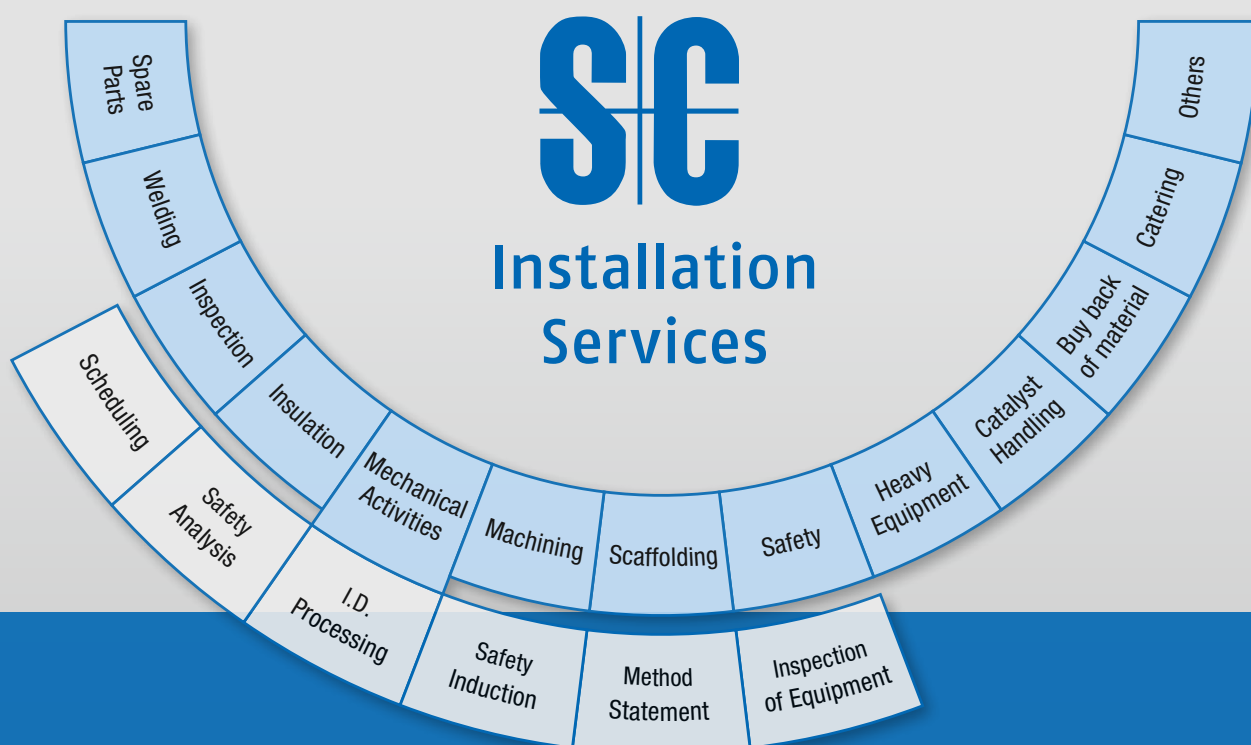 SC
Installation
Services
Spare
Parts
Welding
Inspection
Insulation
Mechanical
Activities
Machining
Scaffolding
Safety
Heavy
Equipment
Catalyst
Handling
Buy back
of material
Catering
Others
Scheduling
Safety
Analysis
I.D.
Processing
Safety
Induction
Method
Statement
Inspection
of Equipment